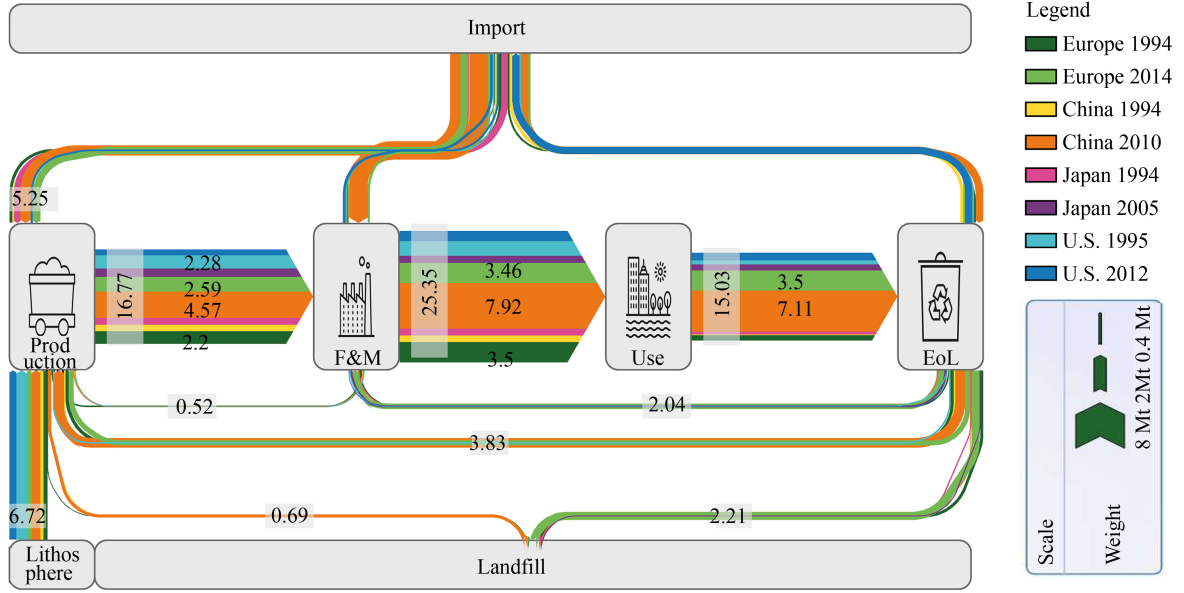 Import
Legend
Europe 1994
Europe 2014
China 1994
China 2010
Japan 1994
Japan 2005
U.S. 1995
U.S. 2012
5.25
2.28
2.59
4.57
2.2
16.77
3.46
7.92
3.5
25.35
3.5
7.11
15.03
Prod
uction
F&M
Use
EoL
0.52
2.04
3.83
6.72
0.69
2.21
Lithos
phere
Landfill
8 Mt 2Mt 0.4 Mt
Scale
Weight